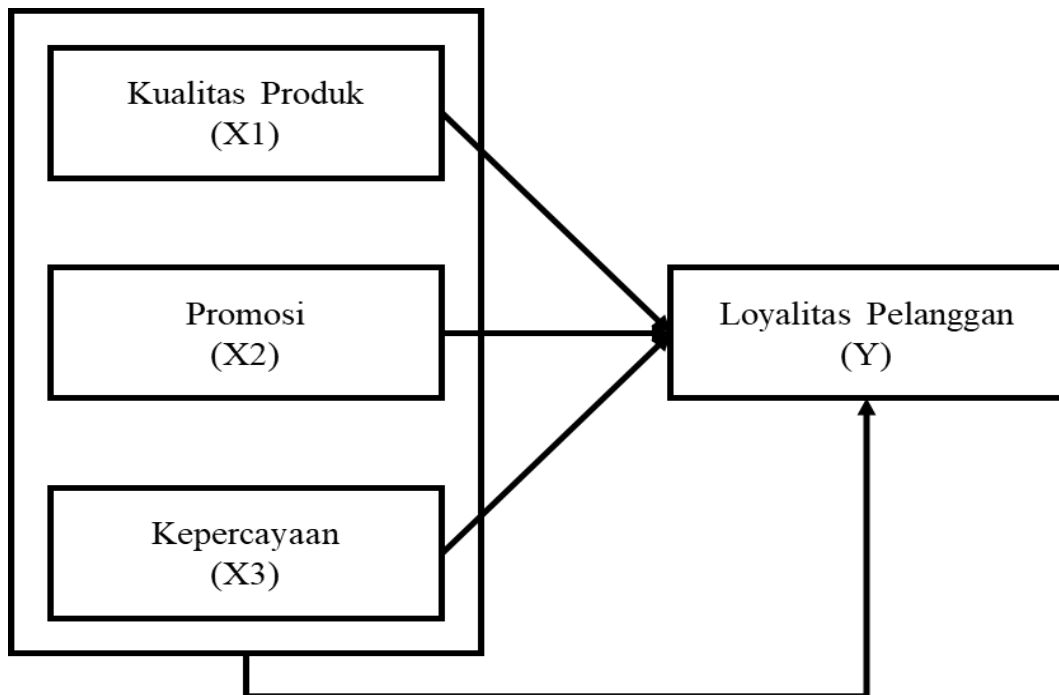 Kualitas Produk
(X1)
Promosi
(X2)
Loyalitas Pelanggan
(Y)
Kepercayaan
(X3)